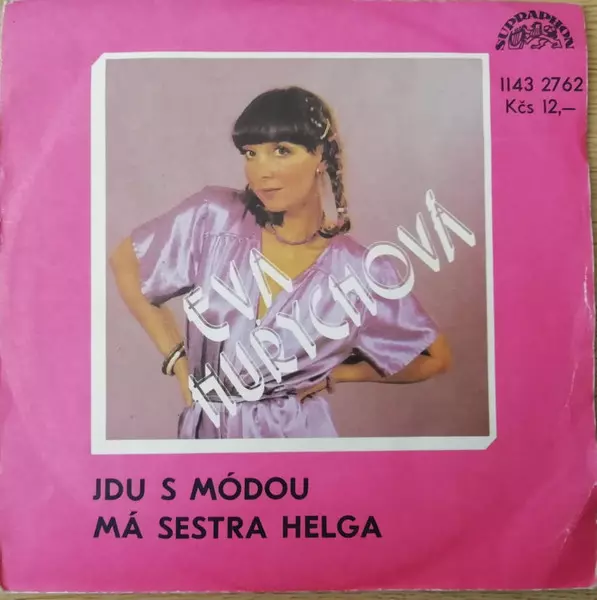 SUPRAPHON
1143 2762
Kčs 12,—
EVA
HURYCHOVÁ
JDU S MÓDOU
MÁ SESTRA HELGA